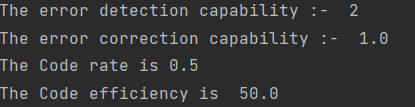 The error detection capability :-  2
The error correction capability :-  1.0
The Code rate is 0.5
The Code efficiency is  50.0